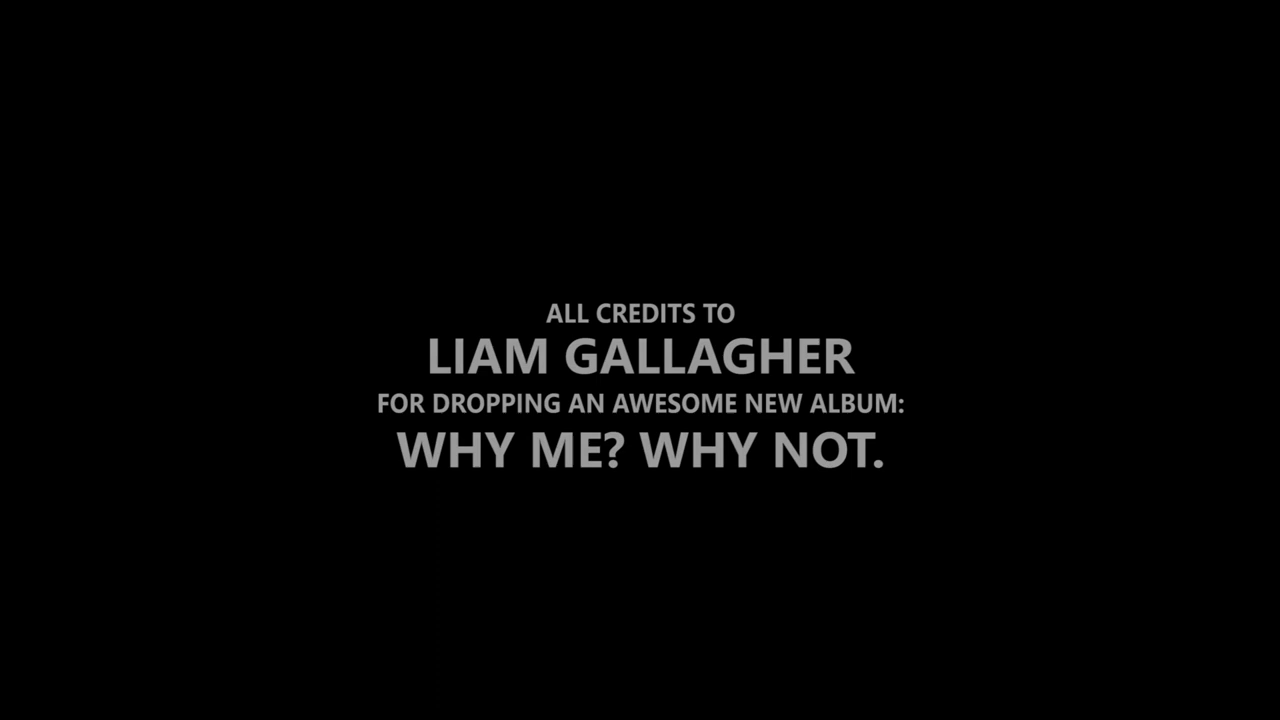 ALL CREDITS TO
LIAM GALLAGHER
FOR DROPPING AN AWESOME NEW ALBUM:
WHY ME? WHY NOT.